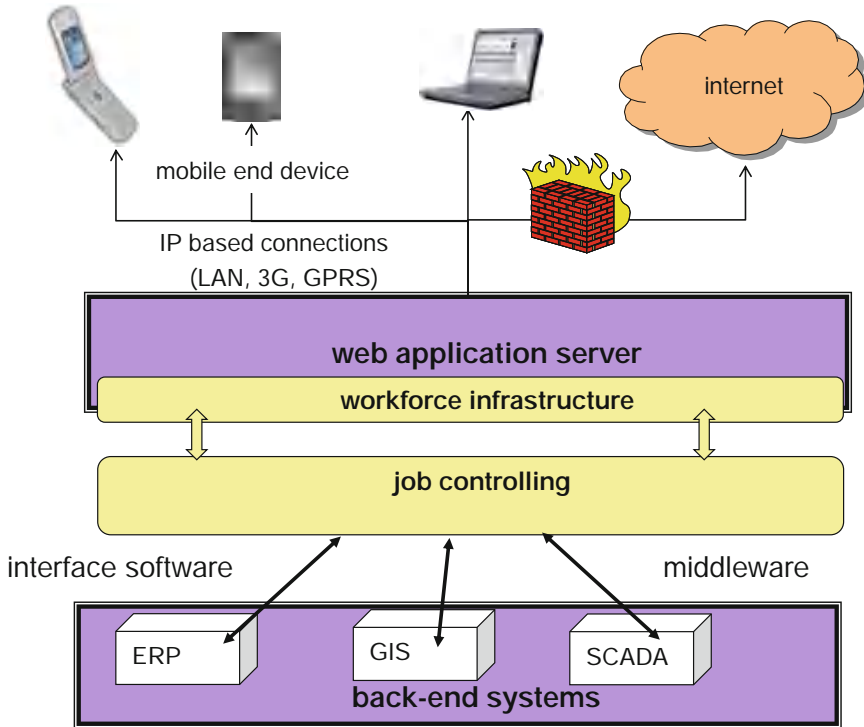 internet
mobile end device
IP based connections
(LAN, 3G, GPRS)
web application server
workforce infrastructure
job controlling
interface software
middleware
ERP
GIS
SCADA
back-end systems